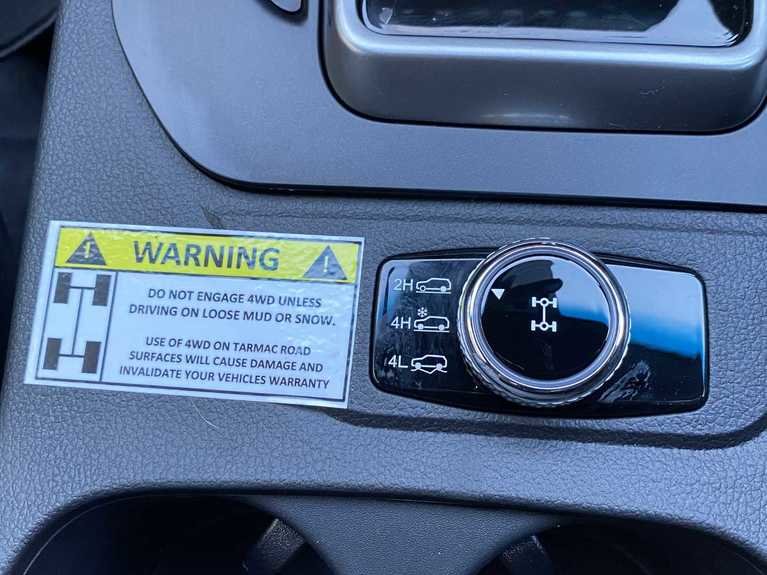 WARNING
DO NOT ENGAGE 4WD UNLESS
DRIVING ON LOOSE MUD OR SNOW.
USE OF 4WD ON TARMAC ROAD
SURFACES WILL CAUSE DAMAGE AND
INVALIDATE YOUR VEHICLES WARRANTY
2H
4H
4L